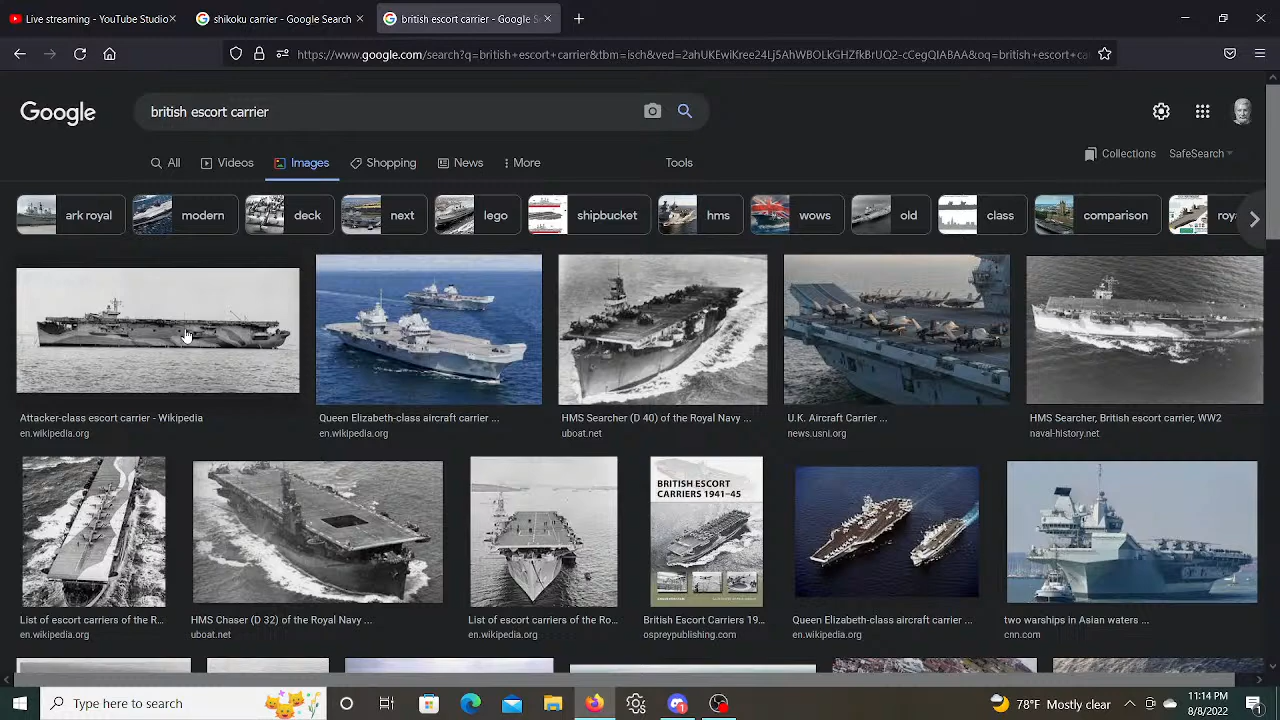 Live streaming - YouTube Studio
shikoku carrier - Google Search
british escort carrier - Google Se
https://www.google.com/search?q=british+escort+carrier&tbm=isch&ved=2ahUKEwiKree24Lj5AhWBOLkGHZfkBrUQ2-cCegQIABAA&oq=british+escort+ca
Google
british escort carrier
All
Videos
Images
Shopping
News
More
Tools
Collections
SafeSearch
ark royal
modern
deck
next
lego
shipbucket
hms
wows
old
class
comparison
roy
Attacker-class escort carrier - Wikipedia
en.wikipedia.org
Queen Elizabeth-class aircraft carrier ...
en.wikipedia.org
HMS Searcher (D 40) of the Royal Navy ...
uboat.net
U.K. Aircraft Carrier ...
news.usni.org
HMS Searcher, British escort carrier, WW2
naval-history.net
BRITISH ESCORT
CARRIERS 1941–45
List of escort carriers of the R...
en.wikipedia.org
HMS Chaser (D 32) of the Royal Navy ...
uboat.net
List of escort carriers of the Ro...
en.wikipedia.org
British Escort Carriers 19...
ospreypublishing.com
Queen Elizabeth-class aircraft carrier ...
en.wikipedia.org
two warships in Asian waters ...
cnn.com
Type here to search
1
78°F Mostly clear
11:14 PM
8/8/2022
1